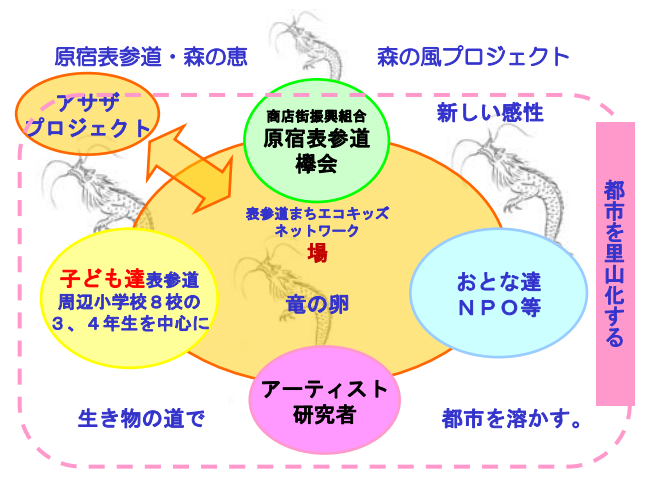 原宿表参道・森の恵
森の風プロジェクト
アサザ
プロジェクト
商店街振興組合
原宿表参道
欅会
新しい感性
都市を里山化する
表参道まちエコキッズ
ネットワーク
場
子ども達表参道
周辺小学校８校の
３、４年生を中心に
竜の卵
おとな達
ＮＰＯ等
アーティスト
研究者
生き物の道で
都市を溶かす。